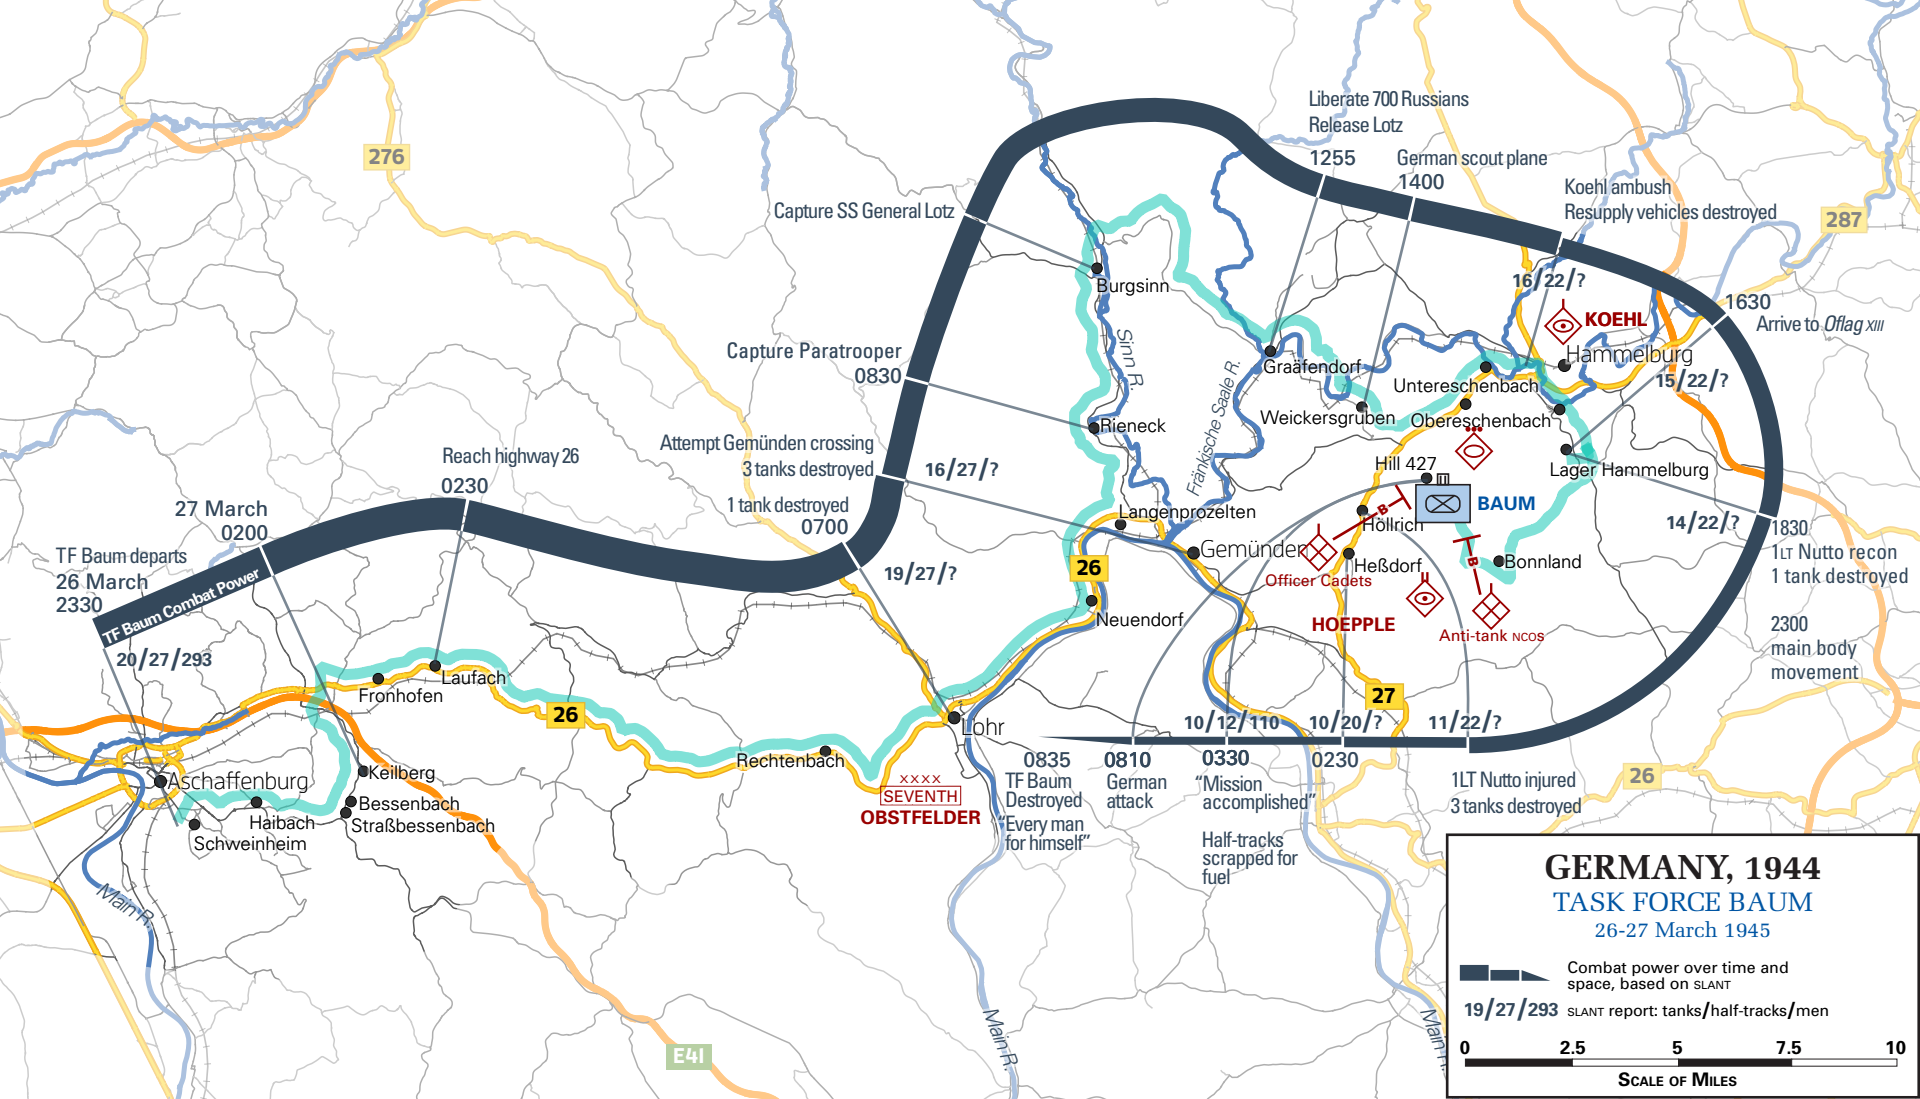 276
287
Liberate 700 Russians
Release Lotz
1255
German scout plane
1400
Koehl ambush
Resupply vehicles destroyed
Capture SS General Lotz
16/22/?
KOEHL
1630
Arrive to Oflag XIII
Burgsinn
Sinn R.
Hammelburg
15/22/?
Capture Paratrooper
0830
Gräafendorf
Untereschenbach
Fränkische Saale R.
Weickersgruben
Obereschenbach
Rieneck
Attempt Gemünden crossing
3 tanks destroyed
16/27/?
Hill 427
Lager Hammelburg
Reach highway 26
0230
1 tank destroyed
0700
27 March
0200
Langenprozelten
BAUM
B
Höllrich
14/22/?
1830
1LT Nutto recon
1 tank destroyed
TF Baum departs
26 March
2330
TF Baum Combat Power
19/27/?
26
Gemünden
Officer Cadets
Heßdorf
Bonnland
B
Neuendorf
HOEPPLE
Anti-tank NCOs
2300
main body
movement
20/27/293
Laufach
Fronhofen
26
Lohr
27
10/12/110
10/20/?
11/22/?
Rechtenbach
Keilberg
Aschaffenburg
Bessenbach
Haibach
Straßbessenbach
Schweinheim
XXXX
SEVENTH
OBSTFELDER
0835
TF Baum
Destroyed
“Every man
for himself”
0810
German
attack
0330
“Mission
accomplished”
Half-tracks
scrapped for
fuel
0230
1LT Nutto injured
3 tanks destroyed
26
Main R.
E41
Main R.
Main R.
GERMANY, 1944
TASK FORCE BAUM
26-27 March 1945
Combat power over time and
space, based on SLANT
19/27/293 SLANT report: tanks/half-tracks/men
0 2.5 5 7.5 10
SCALE OF MILES